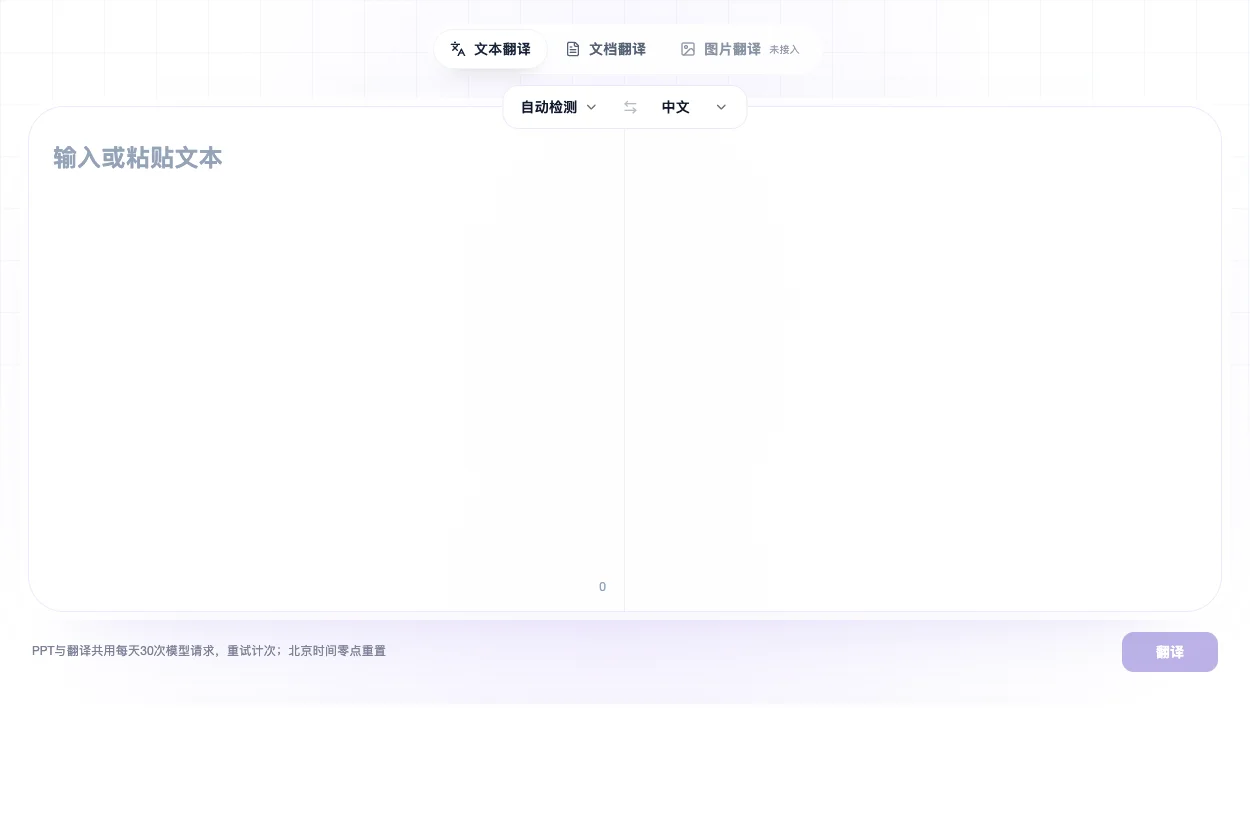 文本翻译 文档翻译 图片翻译 未接入
自动检测 中文
输入或粘贴文本
0
PPT与翻译共用每天30次模型请求，重试计次；北京时间零点重置
翻译